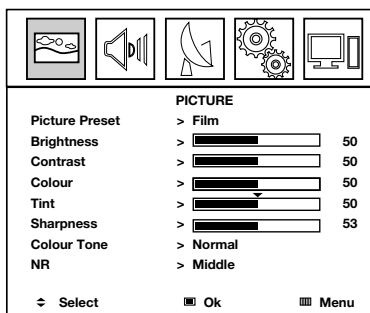 PICTURE
Picture Preset > Film
Brightness > 50
Contrast > 50
Colour > 50
Tint > 50
Sharpness > 53
Colour Tone > Normal
NR > Middle
Select Ok Menu